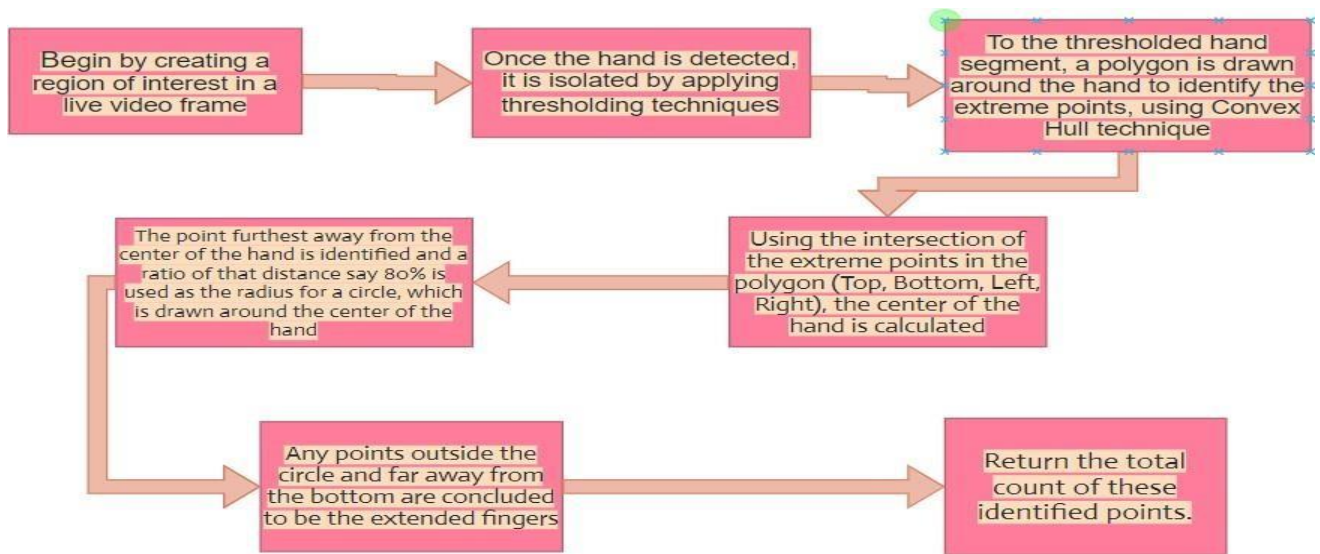 Begin by creating a
region of interest in a
live video frame
Once the hand is detected,
it is isolated by applying
thresholding techniques
To the thresholded hand
segment, a polygon is drawn
around the hand to identify the
extreme points, using Convex
Hull technique
Using the intersection of
the extreme points in the
polygon (Top, Bottom, Left,
Right), the center of the
hand is calculated
The point furthest away from the
center of the hand is identified and a
ratio of that distance say 80% is
used as the radius for a circle, which
is drawn around the center of the
hand
Any points outside the
circle and far away from
the bottom are concluded
to be the extended fingers
Return the total
count of these
identified points.